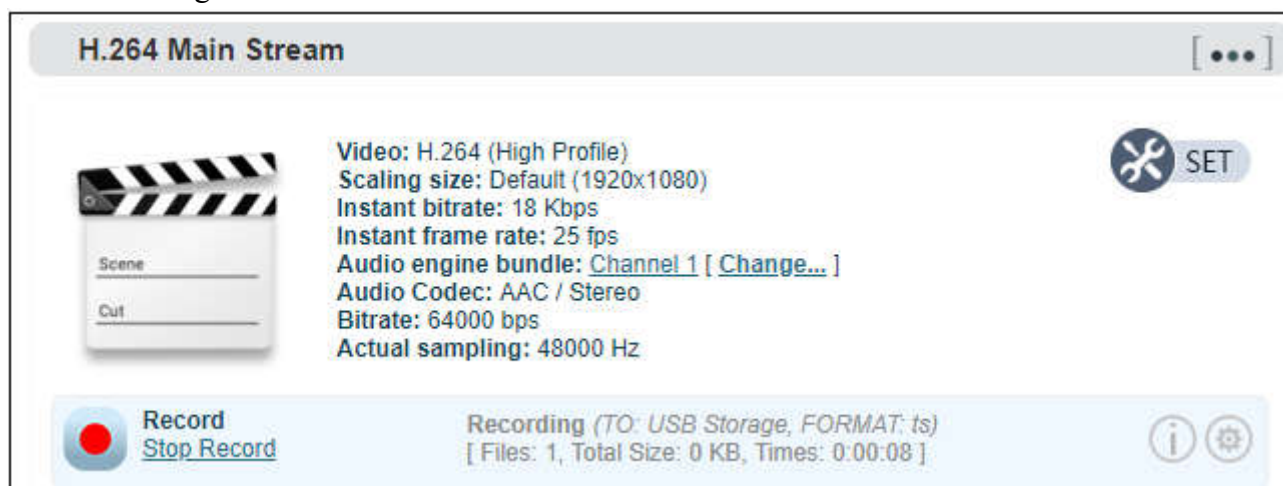 H.264 Main Stream
[ ••• ]
Video: H.264 (High Profile)
Scaling size: Default (1920x1080)
Instant bitrate: 18 Kbps
Instant frame rate: 25 fps
Audio engine bundle: Channel 1 [ Change... ]
Audio Codec: AAC / Stereo
Bitrate: 64000 bps
Actual sampling: 48000 Hz
SET
Scene
Cut
Record
Stop Record
Recording (TO: USB Storage, FORMAT: ts)
[ Files: 1, Total Size: 0 KB, Times: 0:00:08 ]